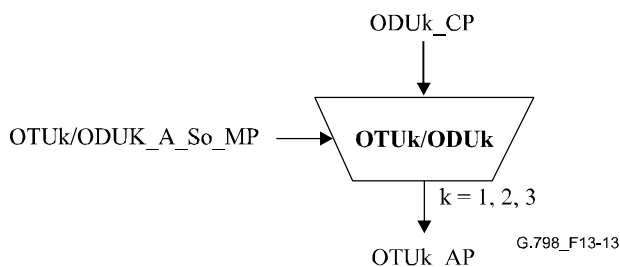 ODUk_CP
OTUk/ODUK_A_So_MP
OTUk/ODUk
k = 1, 2, 3
OTUk_AP
G.798_F13-13